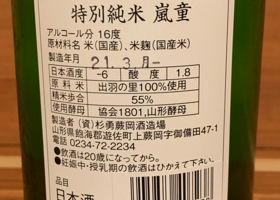 特別純米 嵐童
アルコール分 16度
原材料名 米(国産)、米麹(国産米)
製造年月 21.3月
日本酒度 -6 酸度 1.8
原料米 出羽の里100%使用
精米歩合 55%
使用酵母 協会1801,山形酵母
製造者 (資)杉勇蕨岡酒造場
山形県飽海郡遊佐町上蕨岡字御備田47-1
電話 0234-72-2234
●飲酒は20歳になってから。
●妊娠中・授乳期の飲酒はひかえて下さい。
品目
日本酒